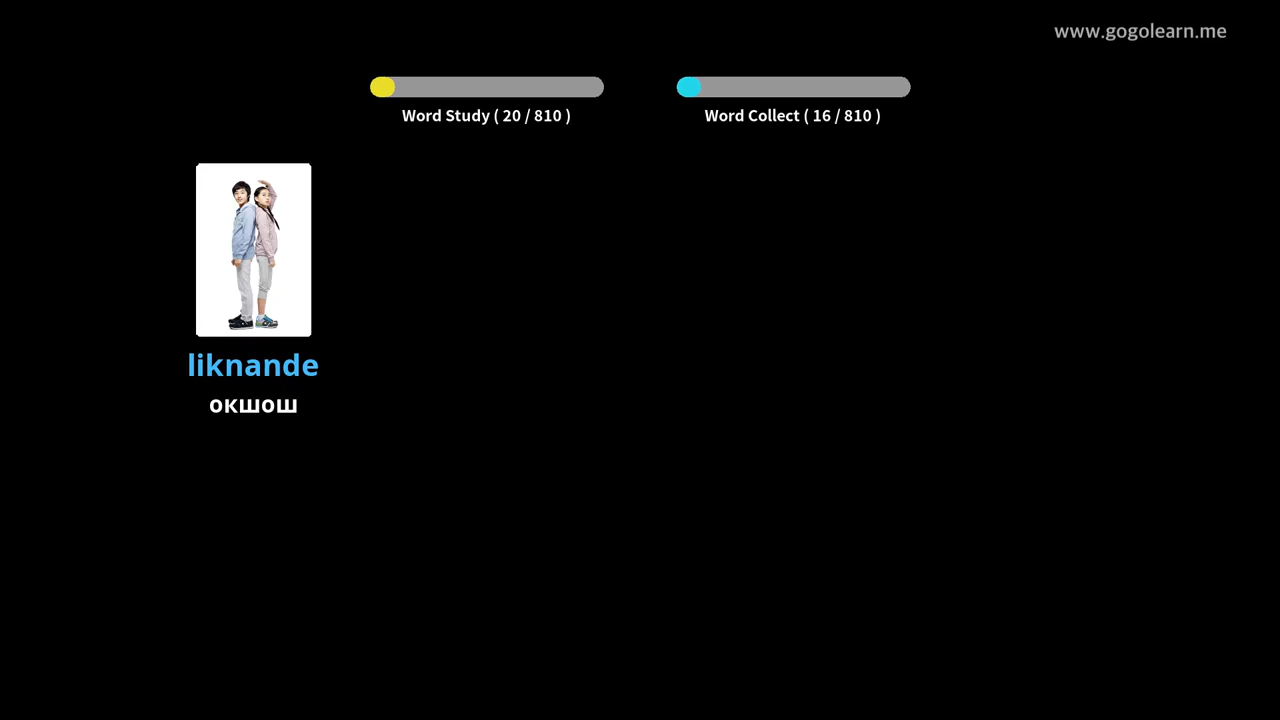 www.gogolearn.me
Word Study ( 20 / 810 )
Word Collect ( 16 / 810 )
liknande
окшош